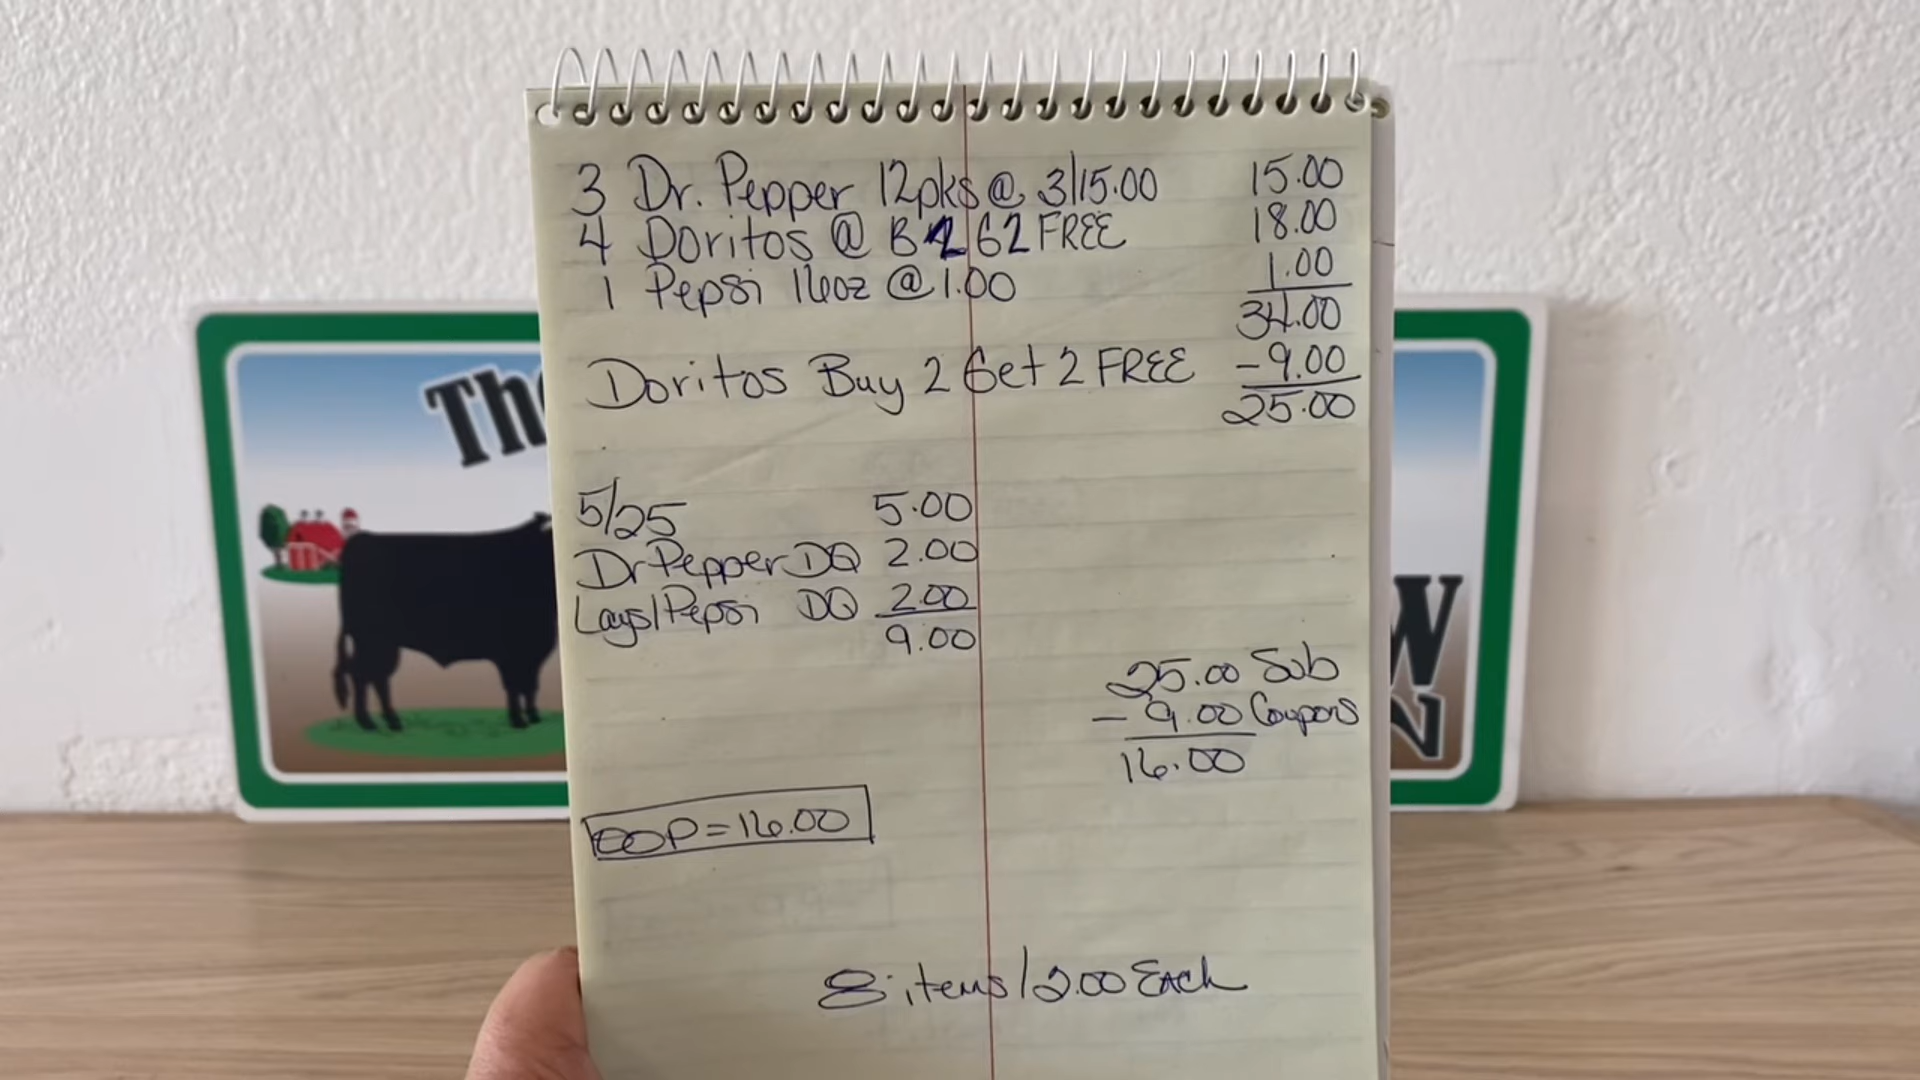 3 Dr. Pepper 12pks @ 3/15.00 15.00
4 Doritos @ B2G2 FREE 18.00
1 Pepsi 16oz @ 1.00 1.00
34.00
Doritos Buy 2 Get 2 FREE -9.00
25.00
5/25 5.00
Dr Pepper DQ 2.00
Lays/Pepsi DQ 2.00
9.00
25.00 Sub
-9.00 Coupons
16.00
OOP=16.00
8 items/2.00 Each
The
W
N